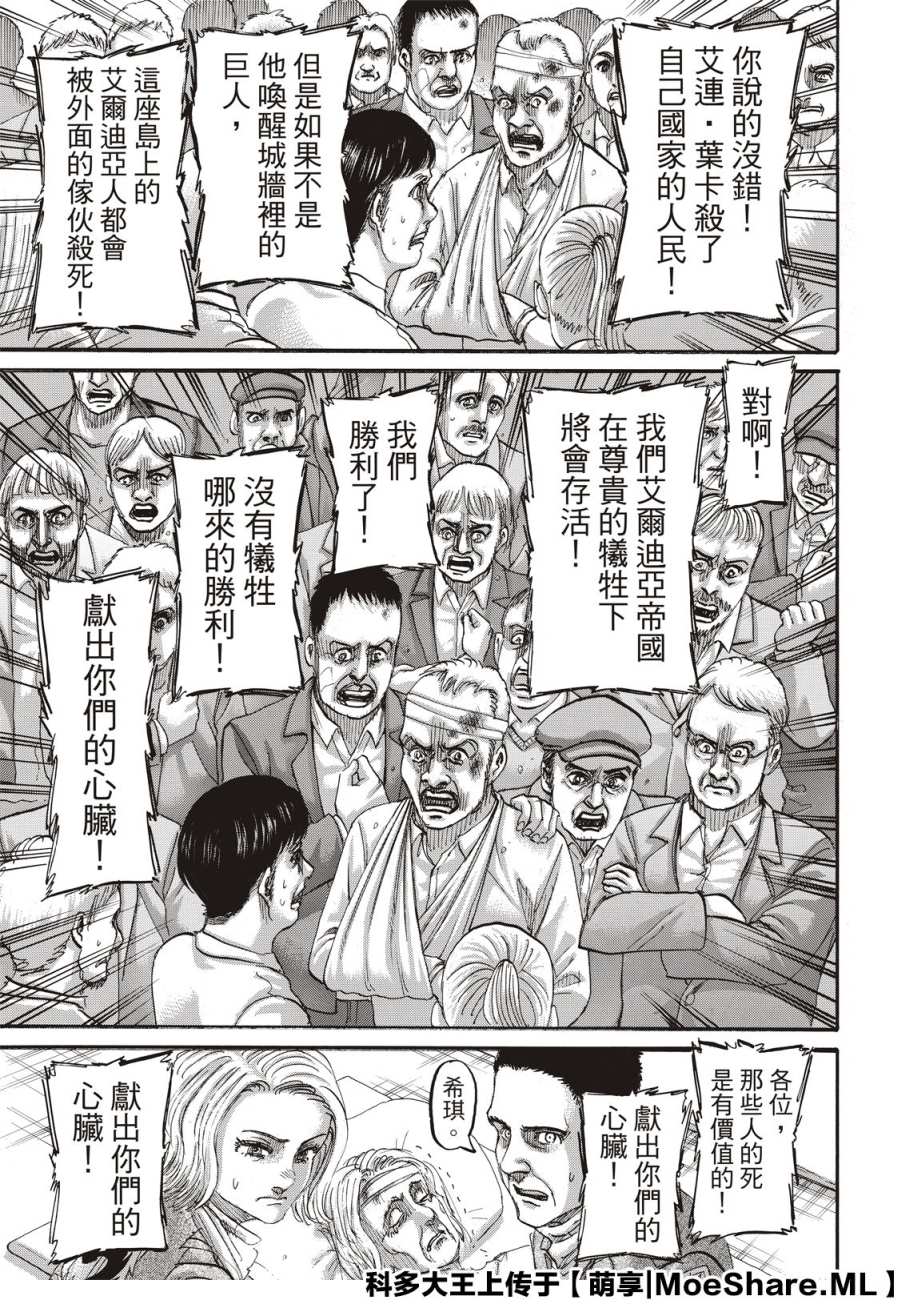 你說的沒錯！
艾連·葉卡殺了
自己國家的人民！
但是如果不是
他喚醒城牆裡的
巨人，
這座島上的
艾爾迪亞人都會
被外面的傢伙殺死！
對啊！
我們艾爾迪亞帝國
在尊貴的犧牲下
將會存活！
我們
勝利了！
沒有犧牲
哪來的勝利！
獻出你們的心臟！
各位，
那些人的死
是有價值的！
獻出你們的
心臟！
希琪。
獻出你們的
心臟！
科多大王上传于【萌享|MoeShare.ML】